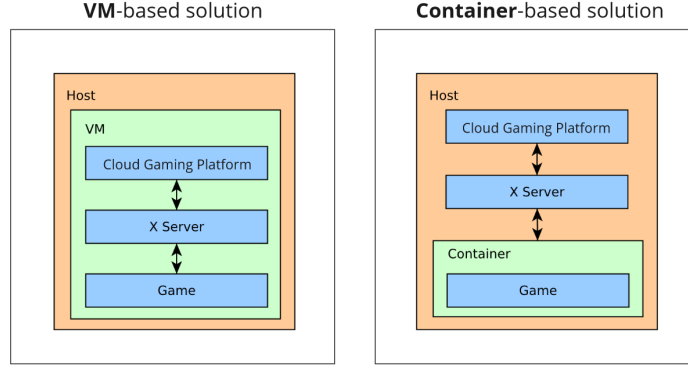 VM-based solution
Host
VM
Cloud Gaming Platform
X Server
Game
Container-based solution
Host
Cloud Gaming Platform
X Server
Container
Game